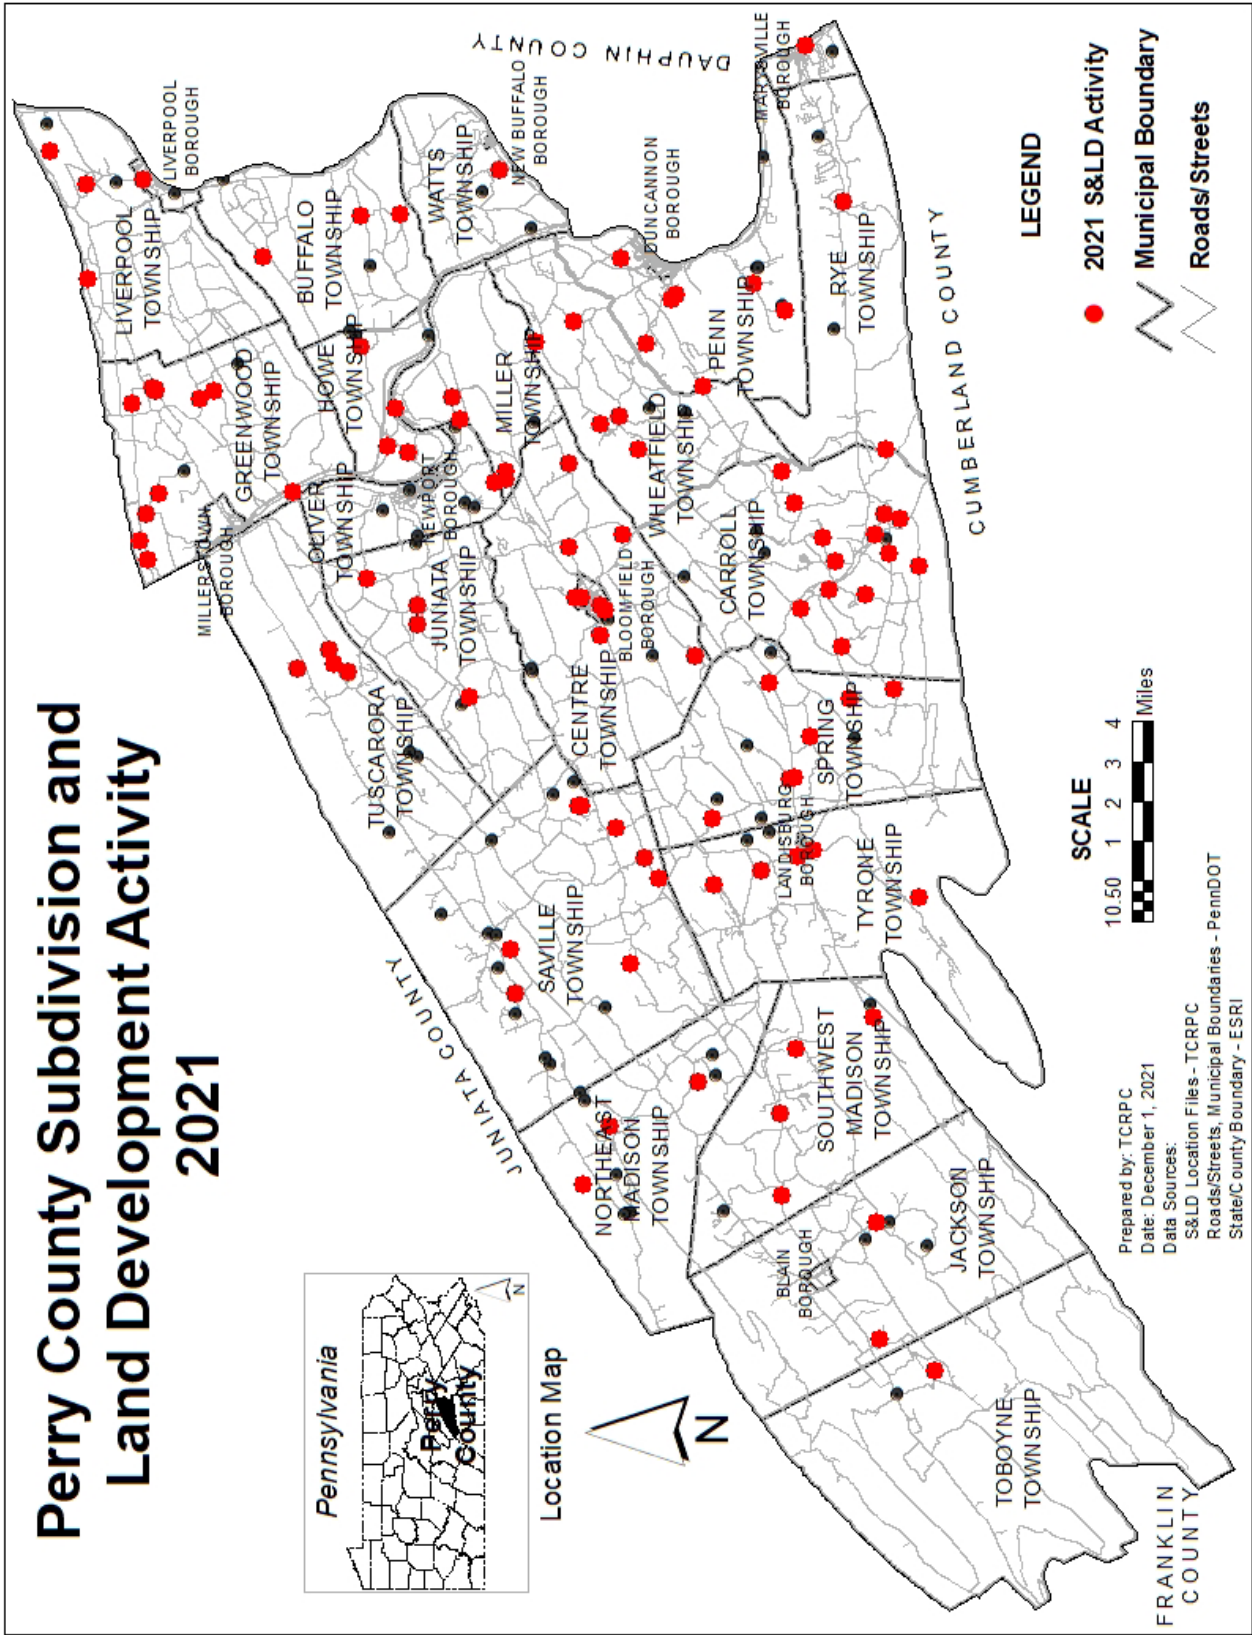 Perry County Subdivision and
Land Development Activity
2021
Pennsylvania
Perry
County
N
Location Map
N
JUNIATA COUNTY
DAUPHIN COUNTY
CUMBERLAND COUNTY
FRANKLIN
COUNTY
LIVERPOOL
TOWNSHIP
LIVERPOOL
BOROUGH
BUFFALO
TOWNSHIP
WATTS
TOWNSHIP
NEW BUFFALO
BOROUGH
GREENWOOD
TOWNSHIP
HOWE
TOWNSHIP
MILLERSTOWN
BOROUGH
OLIVER
TOWNSHIP
NEWPORT
BOROUGH
MILLER
TOWNSHIP
DUNCANNON
BOROUGH
MARYSVILLE
BOROUGH
PENN
TOWNSHIP
RYE
TOWNSHIP
WHEATFIELD
TOWNSHIP
JUNIATA
TOWNSHIP
TUSCARORA
TOWNSHIP
CENTRE
TOWNSHIP
BLOOMFIELD
BOROUGH
CARROLL
TOWNSHIP
SPRING
TOWNSHIP
LANDISBURG
BOROUGH
TYRONE
TOWNSHIP
SAVILLE
TOWNSHIP
NORTHEAST
MADISON
TOWNSHIP
SOUTHWEST
MADISON
TOWNSHIP
JACKSON
TOWNSHIP
BLAIN
BOROUGH
TOBOYNE
TOWNSHIP
LEGEND
2021 S&LD Activity
Municipal Boundary
Roads/Streets
SCALE
10.50 1 2 3 4
Miles
Prepared by: TCRPC
Date: December 1, 2021
Data Sources:
S&LD Location Files - TCRPC
Roads/Streets, Municipal Boundaries - PennDOT
State/County Boundary - ESRI